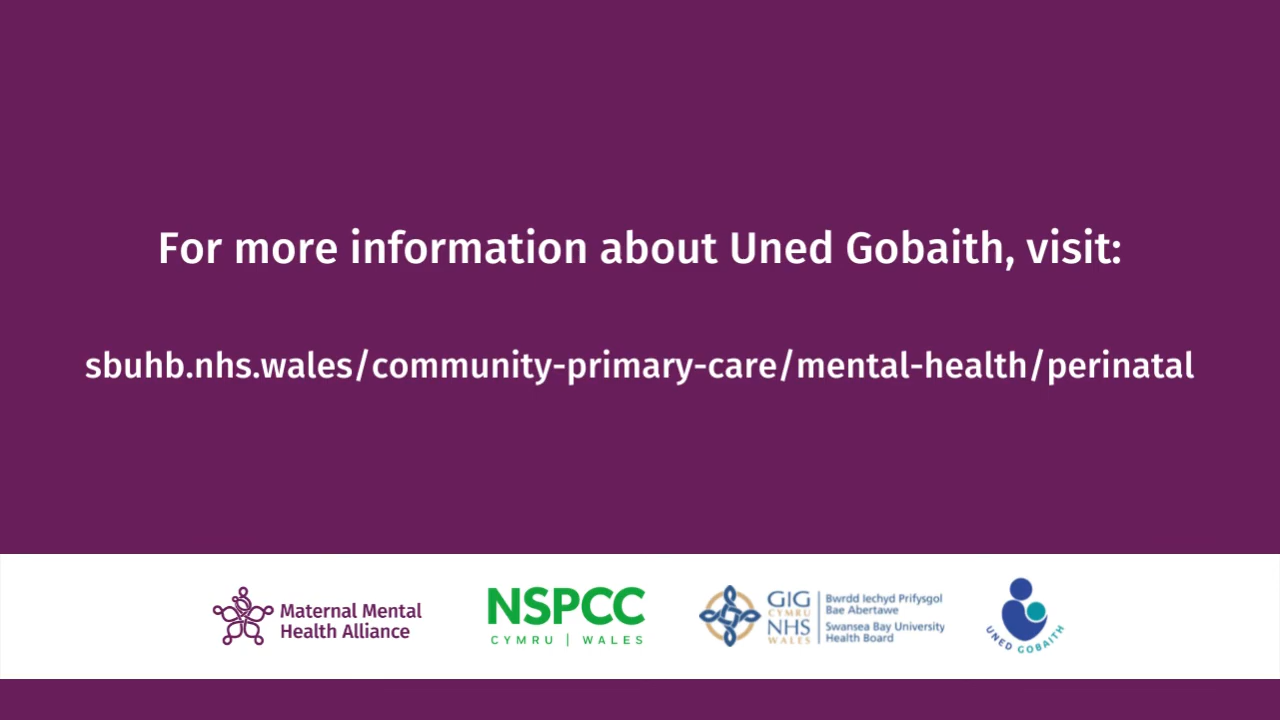 For more information about Uned Gobaith, visit:
sbuhb.nhs.wales/community-primary-care/mental-health/perinatal
Maternal Mental
Health Alliance
NSPCC
CYMRU | WALES
GIG
CYMRU
NHS
WALES
Bwrdd Iechyd Prifysgol
Bae Abertawe
Swansea Bay University
Health Board
UNED GOBAITH